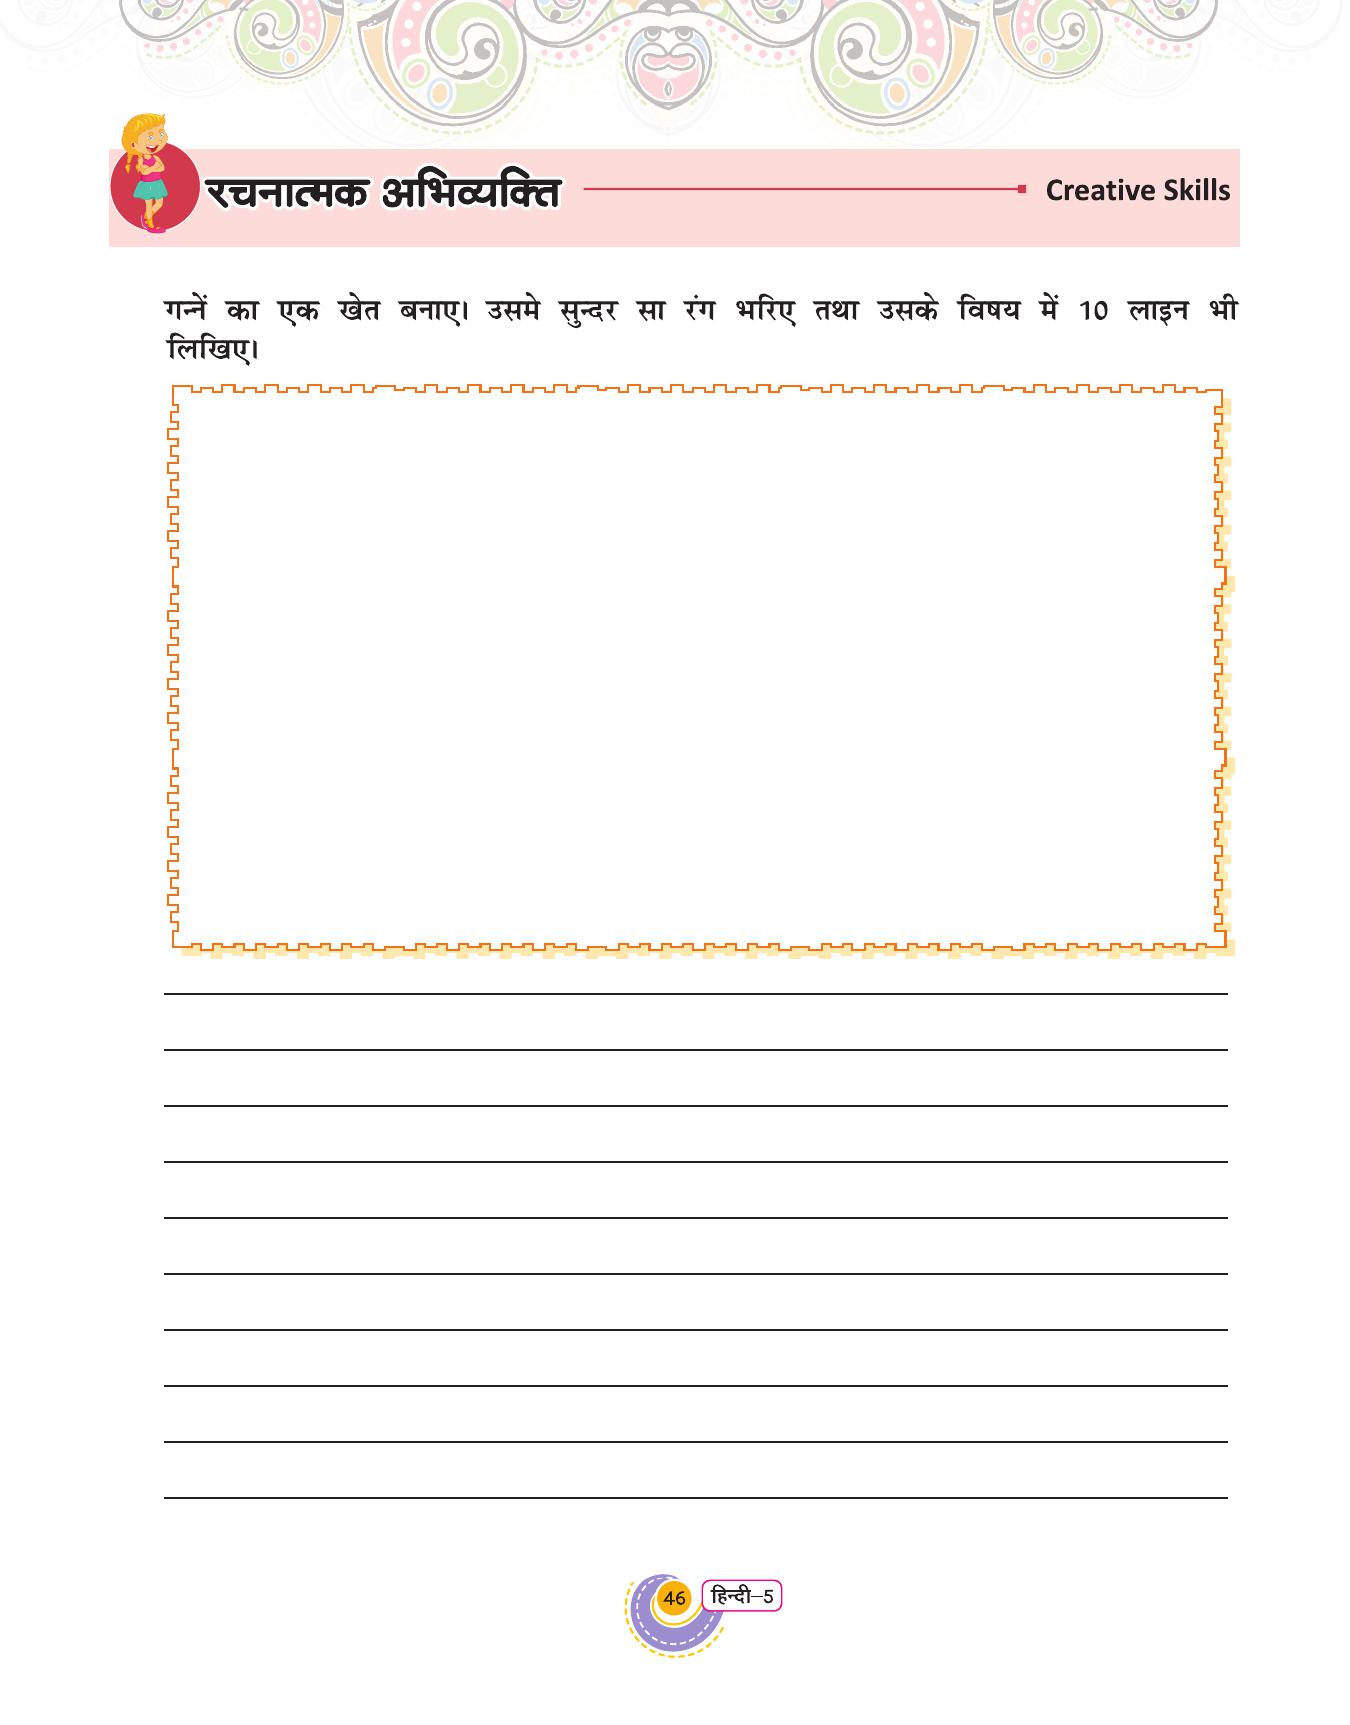 रचनात्मक अभिव्यक्ति
Creative Skills
गन्नें का एक खेत बनाए। उसमे सुन्दर सा रंग भरिए तथा उसके विषय में 10 लाइन भी
लिखिए।
46
हिन्दी–5